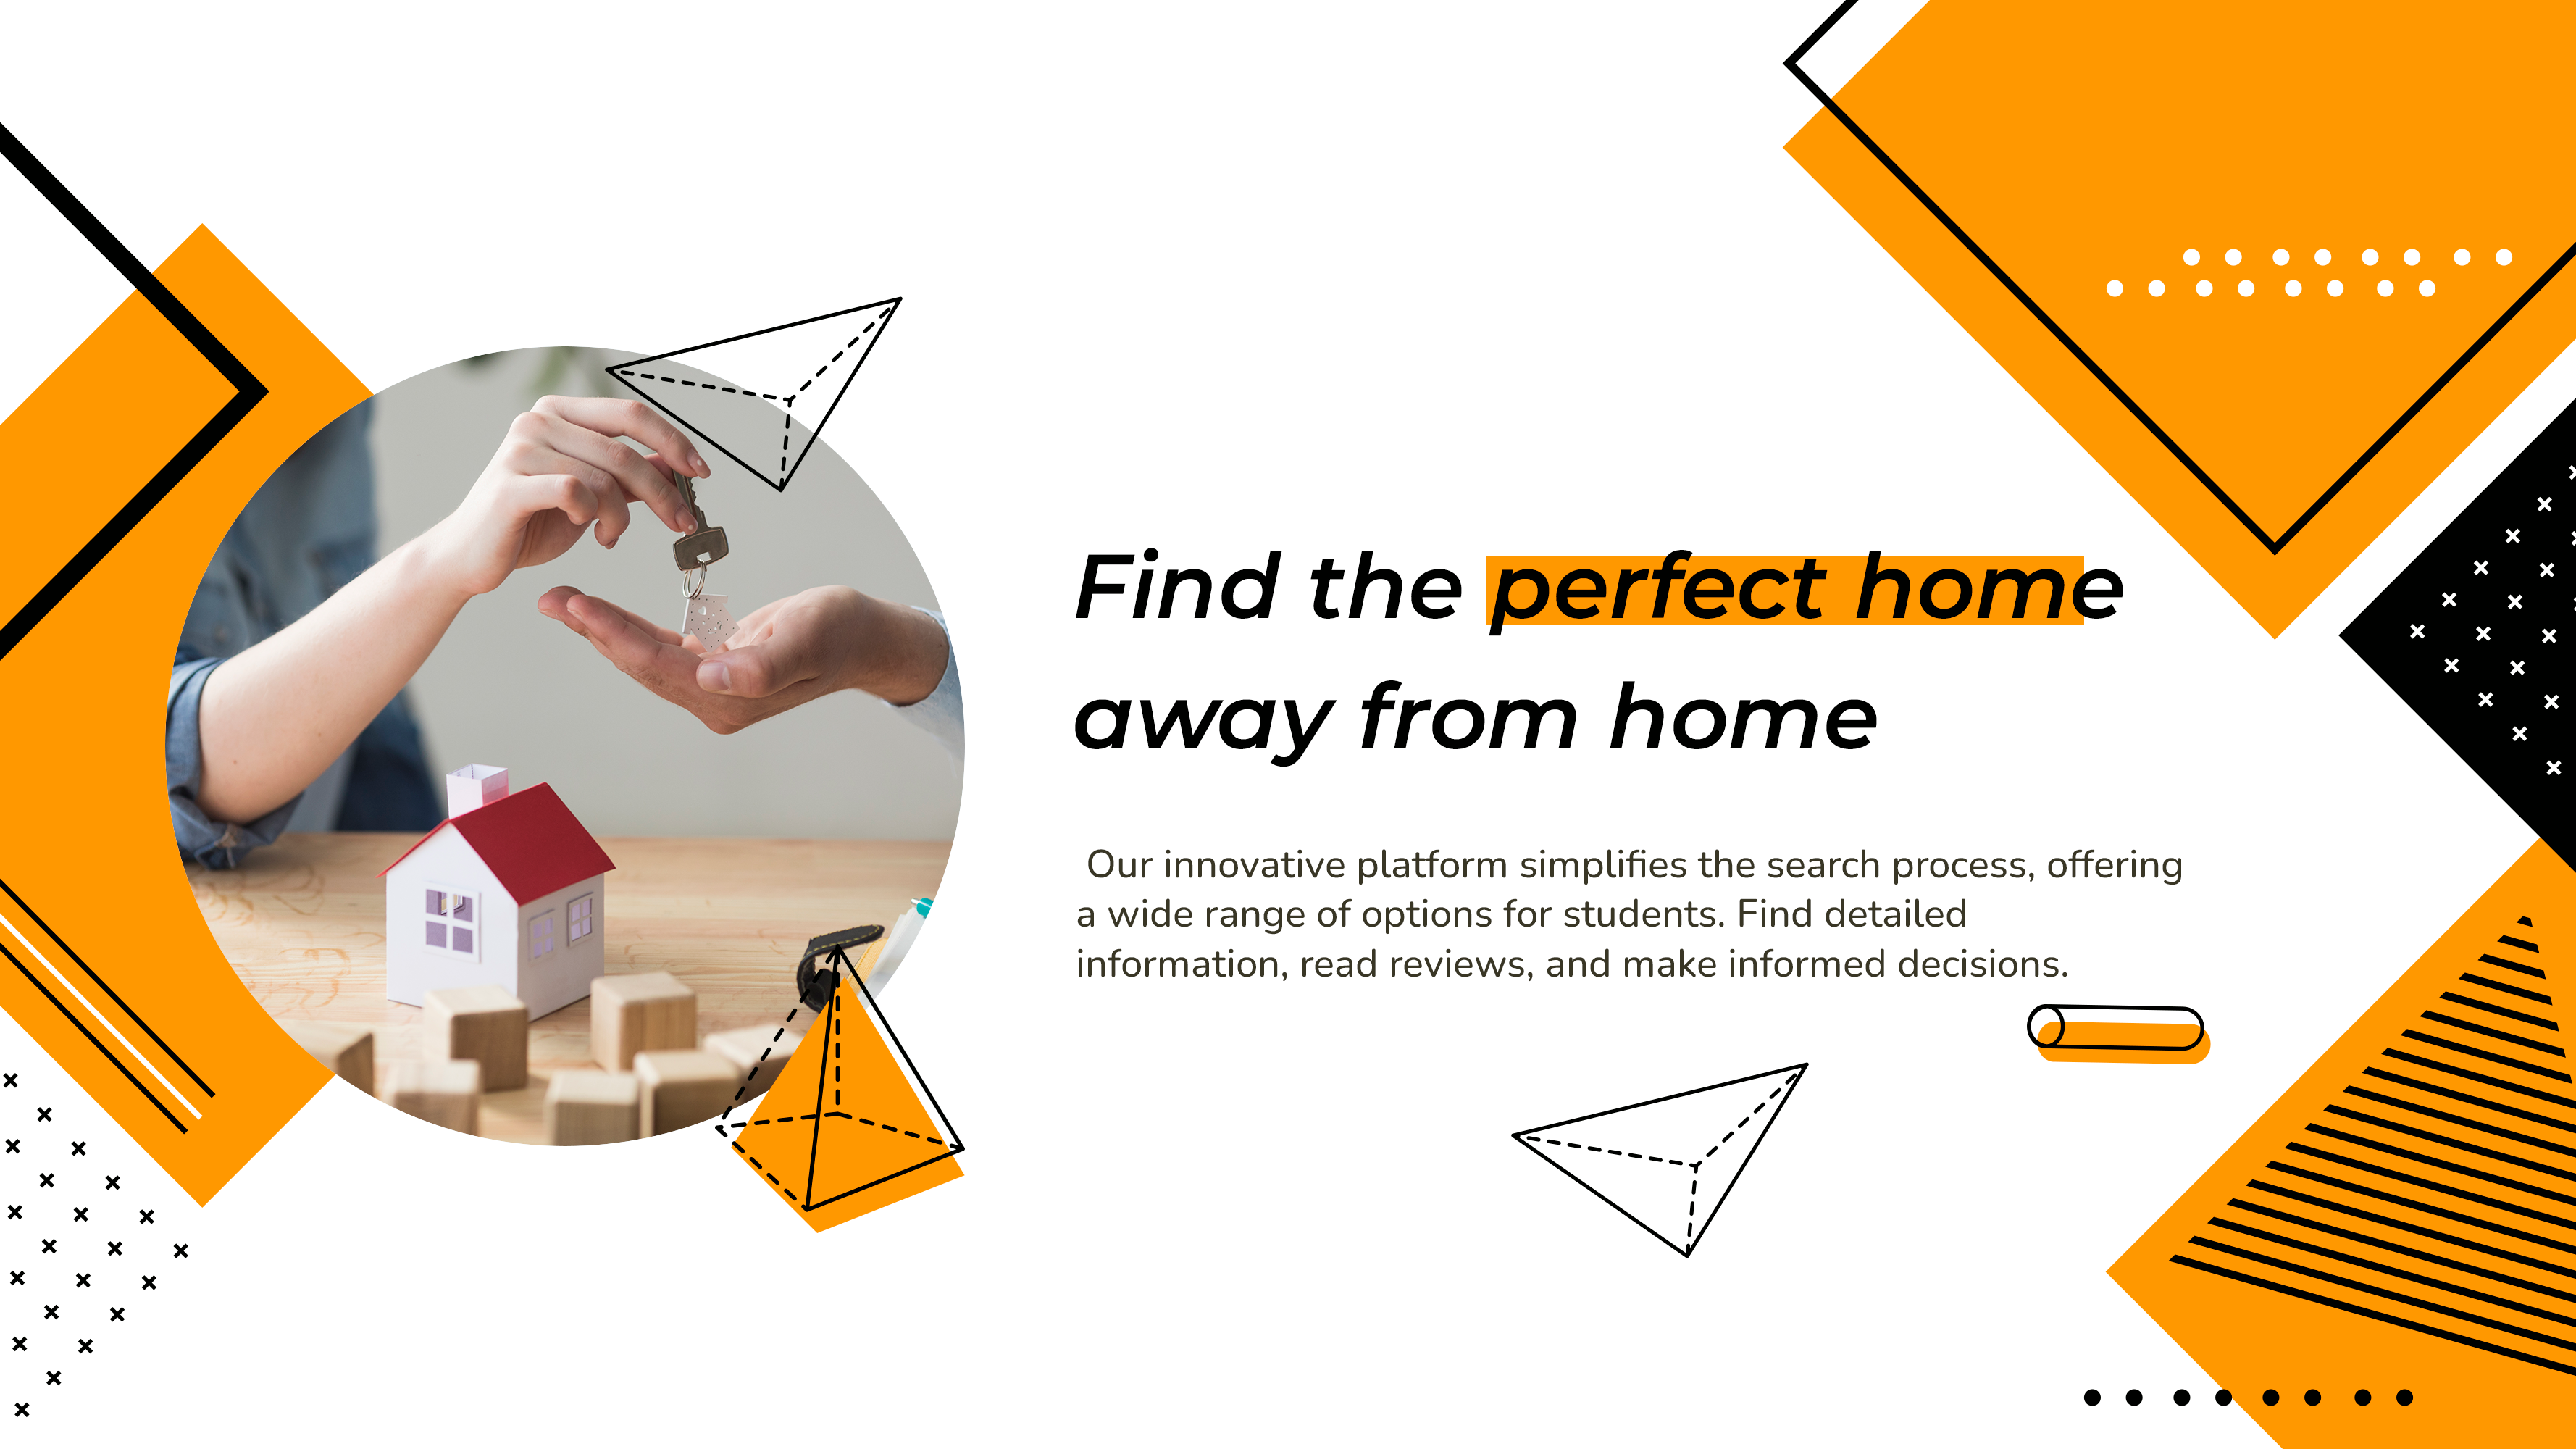 Find the perfect home
away from home
Our innovative platform simplifies the search process, offering
a wide range of options for students. Find detailed
information, read reviews, and make informed decisions.